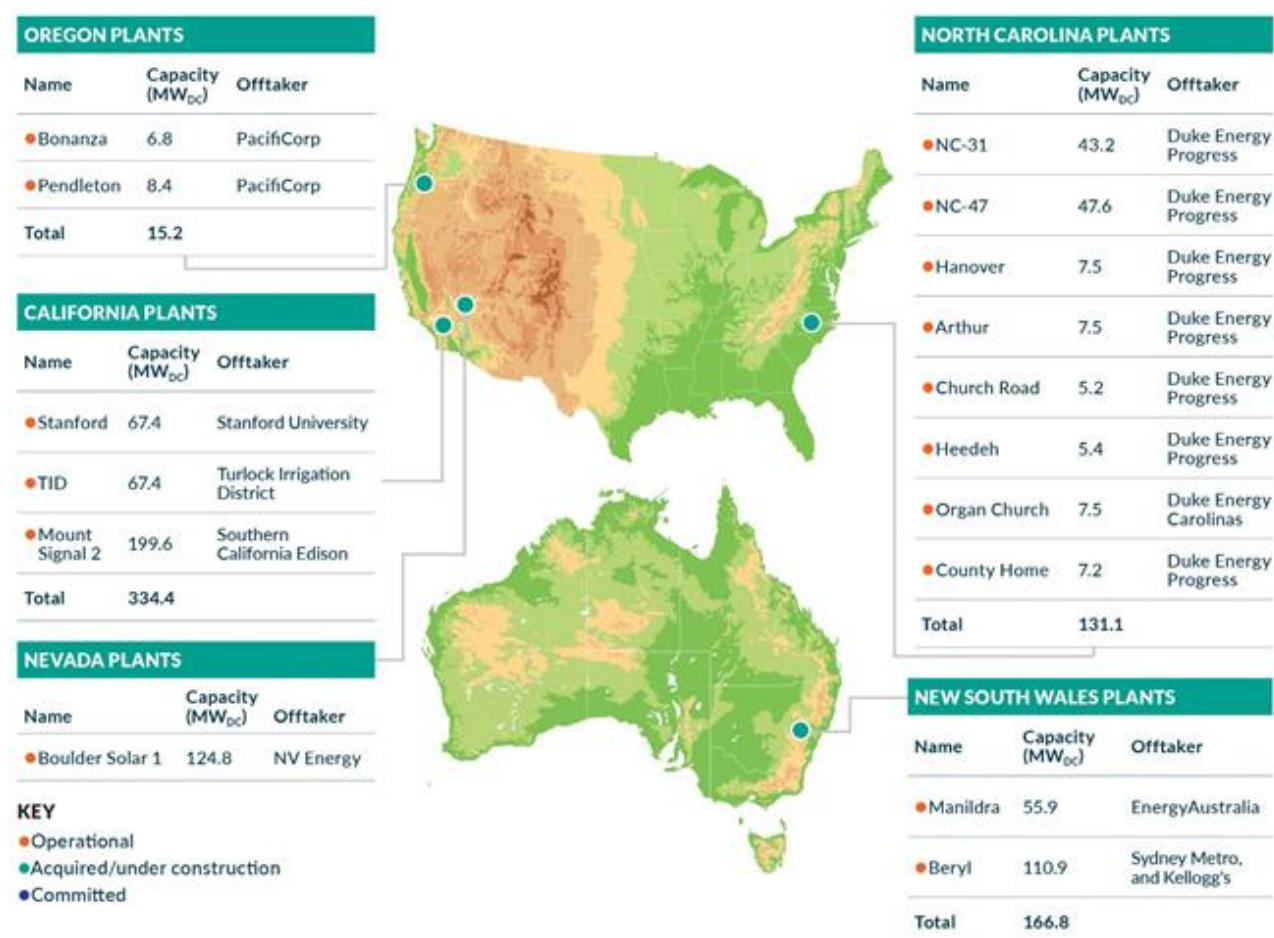 OREGON PLANTS
Name Capacity (MWDC) Offtaker
Bonanza 6.8 PacifiCorp
Pendleton 8.4 PacifiCorp
Total 15.2
CALIFORNIA PLANTS
Name Capacity (MWDC) Offtaker
Stanford 67.4 Stanford University
TID 67.4 Turlock Irrigation
District
Mount
Signal 2 199.6 Southern
California Edison
Total 334.4
NEVADA PLANTS
Name Capacity (MWDC) Offtaker
Boulder Solar 1 124.8 NV Energy
KEY
Operational
Acquired/under construction
Committed
NORTH CAROLINA PLANTS
Name Capacity (MWDC) Offtaker
NC-31 43.2 Duke Energy
Progress
NC-47 47.6 Duke Energy
Progress
Hanover 7.5 Duke Energy
Progress
Arthur 7.5 Duke Energy
Progress
Church Road 5.2 Duke Energy
Progress
Heedeh 5.4 Duke Energy
Progress
Organ Church 7.5 Duke Energy
Carolinas
County Home 7.2 Duke Energy
Progress
Total 131.1
NEW SOUTH WALES PLANTS
Name Capacity (MWDC) Offtaker
Manildra 55.9 EnergyAustralia
Beryl 110.9 Sydney Metro,
and Kellogg's
Total 166.8